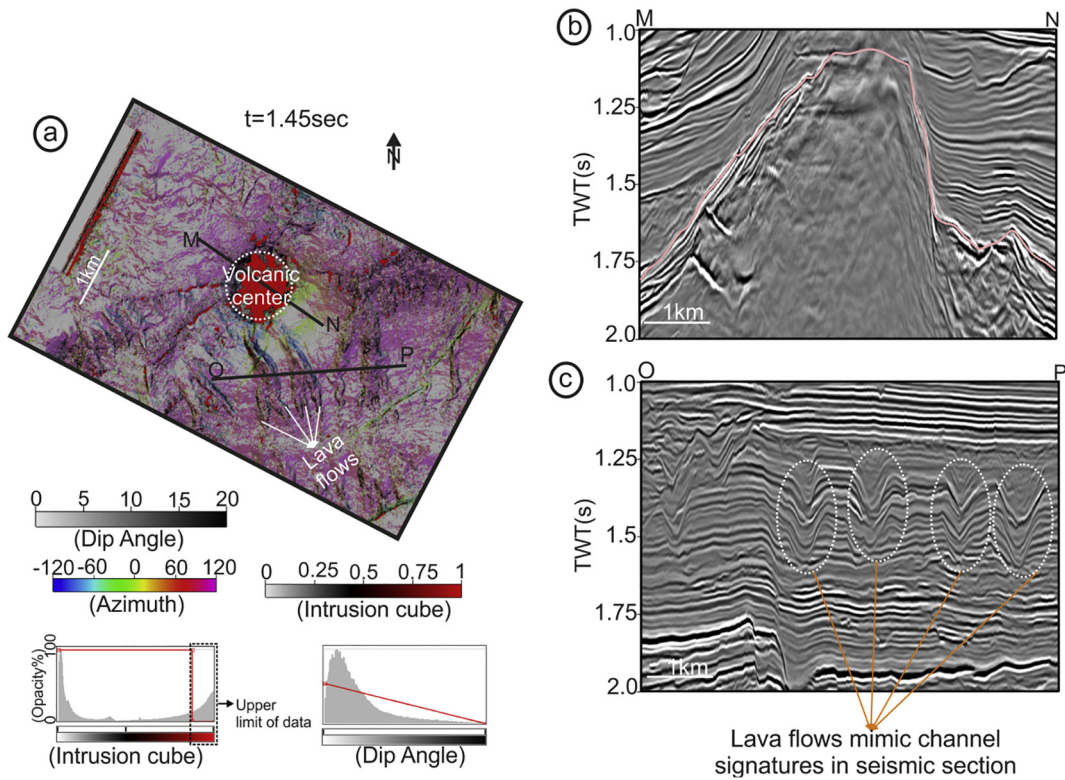 a
t=1.45sec
N
M
Volcanic
center
1km
N
O
P
Lava
flows
0 5 10 15 20
(Dip Angle)
-120 -60 0 60 120
(Azimuth)
0 0.25 0.5 0.75 1
(Intrusion cube)
100
(Opacity%)
0
Upper
limit of data
(Intrusion cube)
(Dip Angle)
b
M
N
1.0
1.25
1.5
1.75
2.0
TWT(s)
1km
c
O
P
1.0
1.25
1.5
1.75
2.0
TWT(s)
1km
Lava flows mimic channel
signatures in seismic section